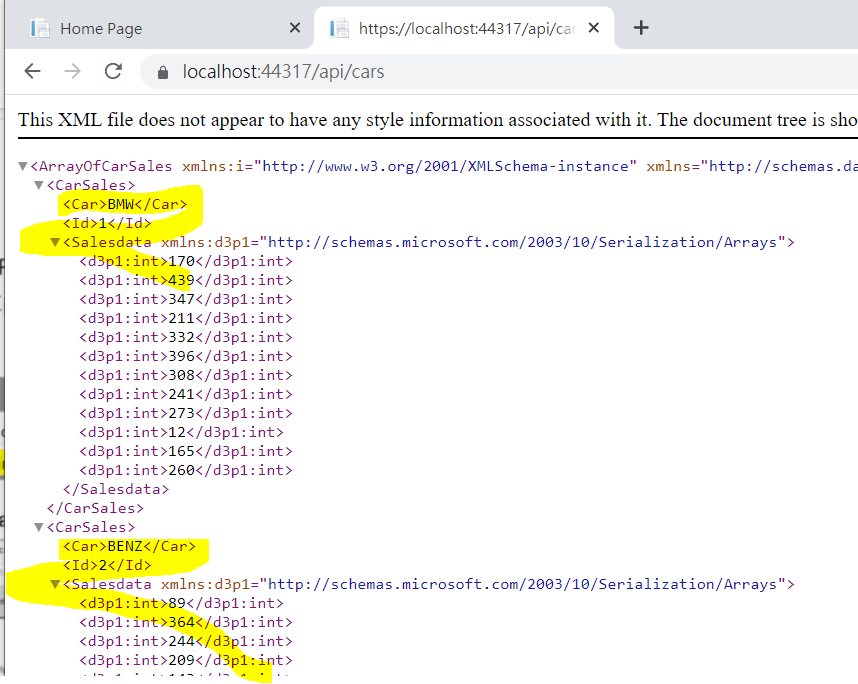 Home Page
https://localhost:44317/api/car
localhost:44317/api/cars
This XML file does not appear to have any style information associated with it. The document tree is sho
<ArrayOfCarSales xmlns:i="http://www.w3.org/2001/XMLSchema-instance" xmlns="http://schemas.da
<CarSales>
<Car>BMW</Car>
<Id>1</Id>
<Salesdata xmlns:d3p1="http://schemas.microsoft.com/2003/10/Serialization/Arrays">
<d3p1:int>170</d3p1:int>
<d3p1:int>439</d3p1:int>
<d3p1:int>347</d3p1:int>
<d3p1:int>211</d3p1:int>
<d3p1:int>332</d3p1:int>
<d3p1:int>396</d3p1:int>
<d3p1:int>308</d3p1:int>
<d3p1:int>241</d3p1:int>
<d3p1:int>273</d3p1:int>
<d3p1:int>12</d3p1:int>
<d3p1:int>165</d3p1:int>
<d3p1:int>260</d3p1:int>
</Salesdata>
</CarSales>
<CarSales>
<Car>BENZ</Car>
<Id>2</Id>
<Salesdata xmlns:d3p1="http://schemas.microsoft.com/2003/10/Serialization/Arrays">
<d3p1:int>89</d3p1:int>
<d3p1:int>364</d3p1:int>
<d3p1:int>244</d3p1:int>
<d3p1:int>209</d3p1:int>